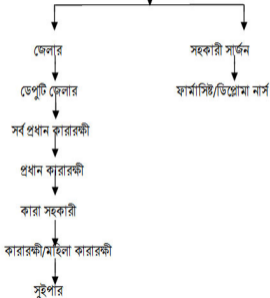 জেলার
সহকারী সার্জন
ডেপুটি জেলার
ফার্মাসিষ্ট/ডিপ্লোমা নার্স
সর্ব প্রধান কারারক্ষী
প্রধান কারারক্ষী
কারা সহকারী
কারারক্ষী/মহিলা কারারক্ষী
সুইপার